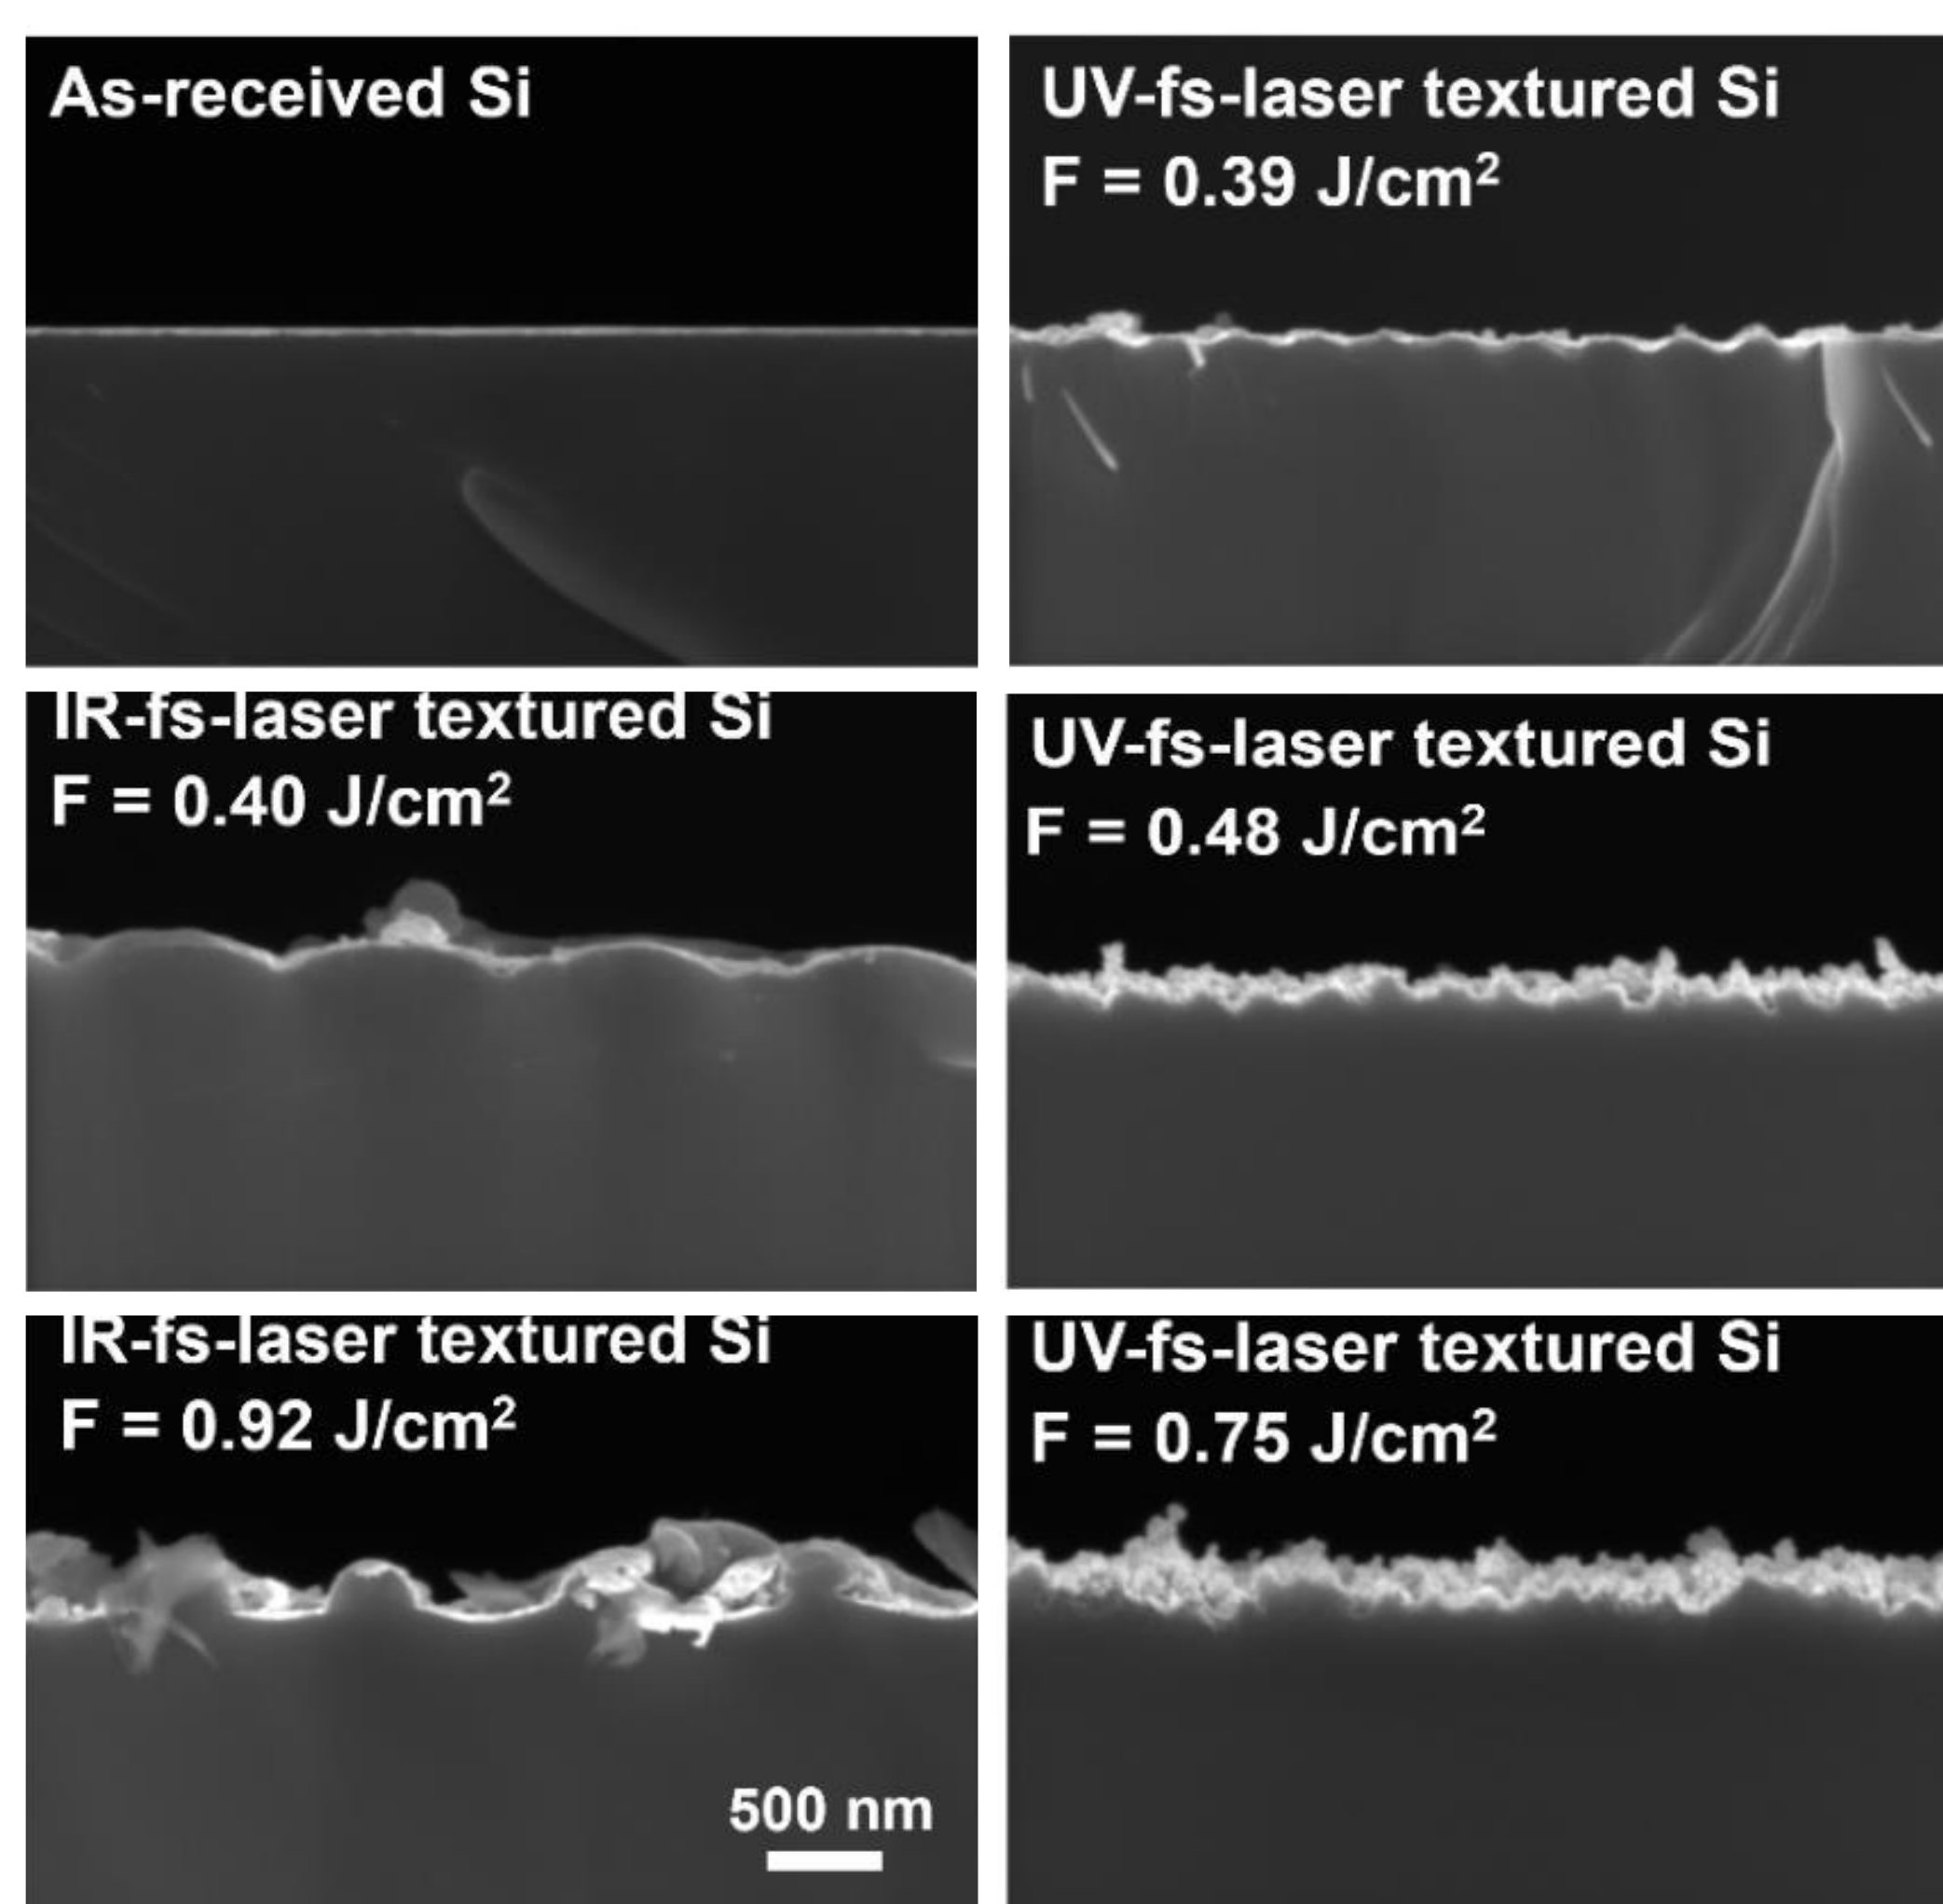 As-received Si
UV-fs-laser textured Si
F = 0.39 J/cm²
IR-fs-laser textured Si
F = 0.40 J/cm²
UV-fs-laser textured Si
F = 0.48 J/cm²
IR-fs-laser textured Si
F = 0.92 J/cm²
500 nm
UV-fs-laser textured Si
F = 0.75 J/cm²